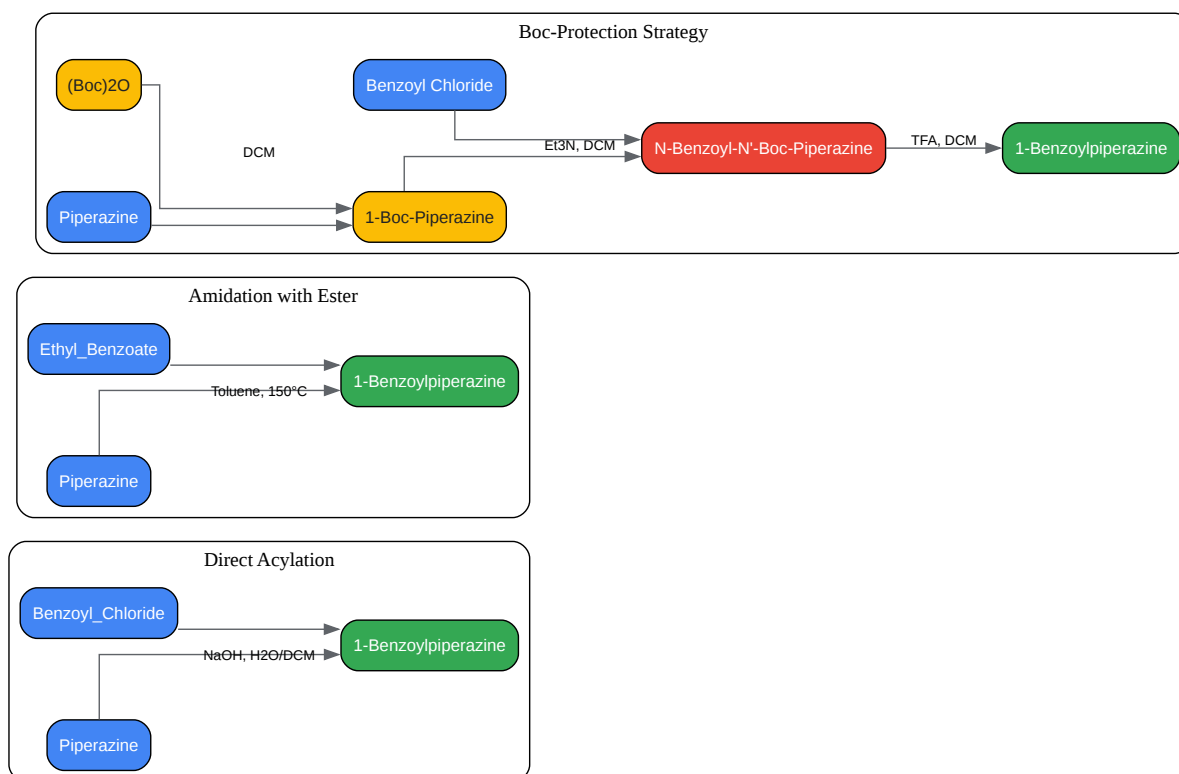 Boc-Protection Strategy
(Boc)2O
Benzoyl Chloride
DCM
Et3N, DCM
N-Benzoyl-N'-Boc-Piperazine
TFA, DCM
1-Benzoylpiperazine
Piperazine
1-Boc-Piperazine
Amidation with Ester
Ethyl_Benzoate
1-Benzoylpiperazine
Toluene, 150°C
Piperazine
Direct Acylation
Benzoyl_Chloride
1-Benzoylpiperazine
NaOH, H2O/DCM
Piperazine